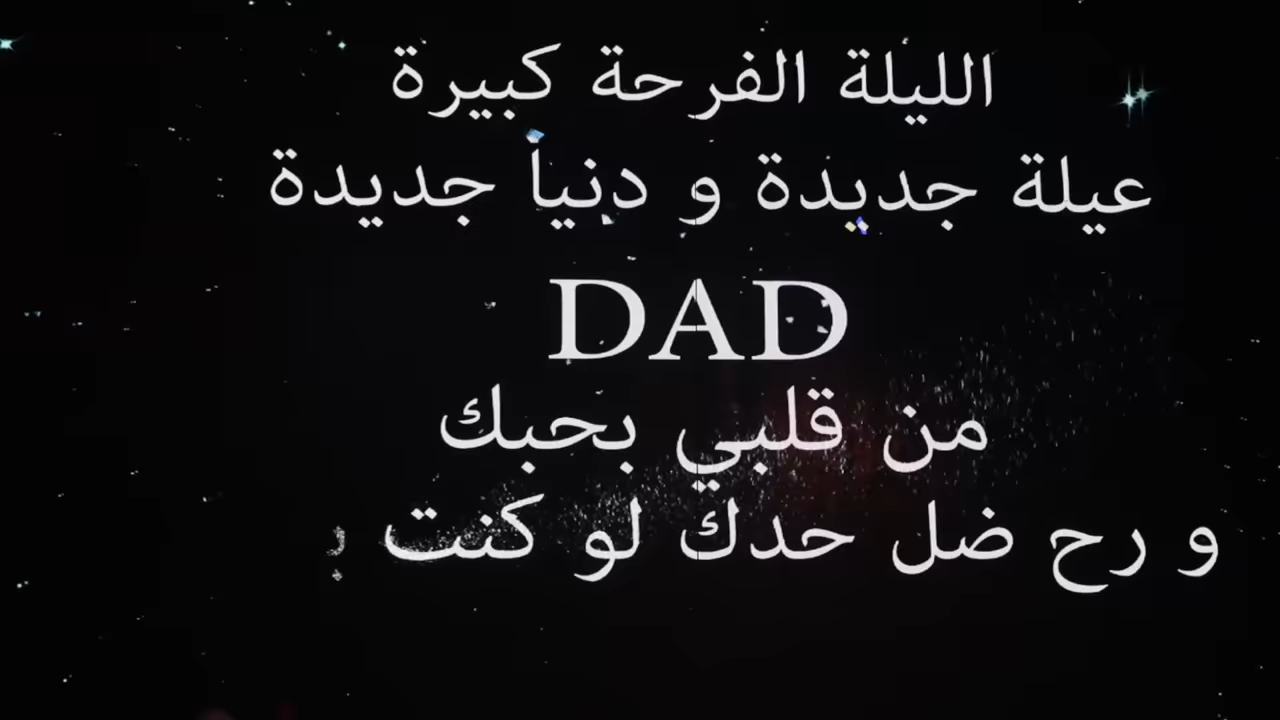 الليلة الفرحة كبيرة
عيلة جديدة و دنيا جديدة
DAD
من قلبي بحبك
و رح ضل حدك لو كنت